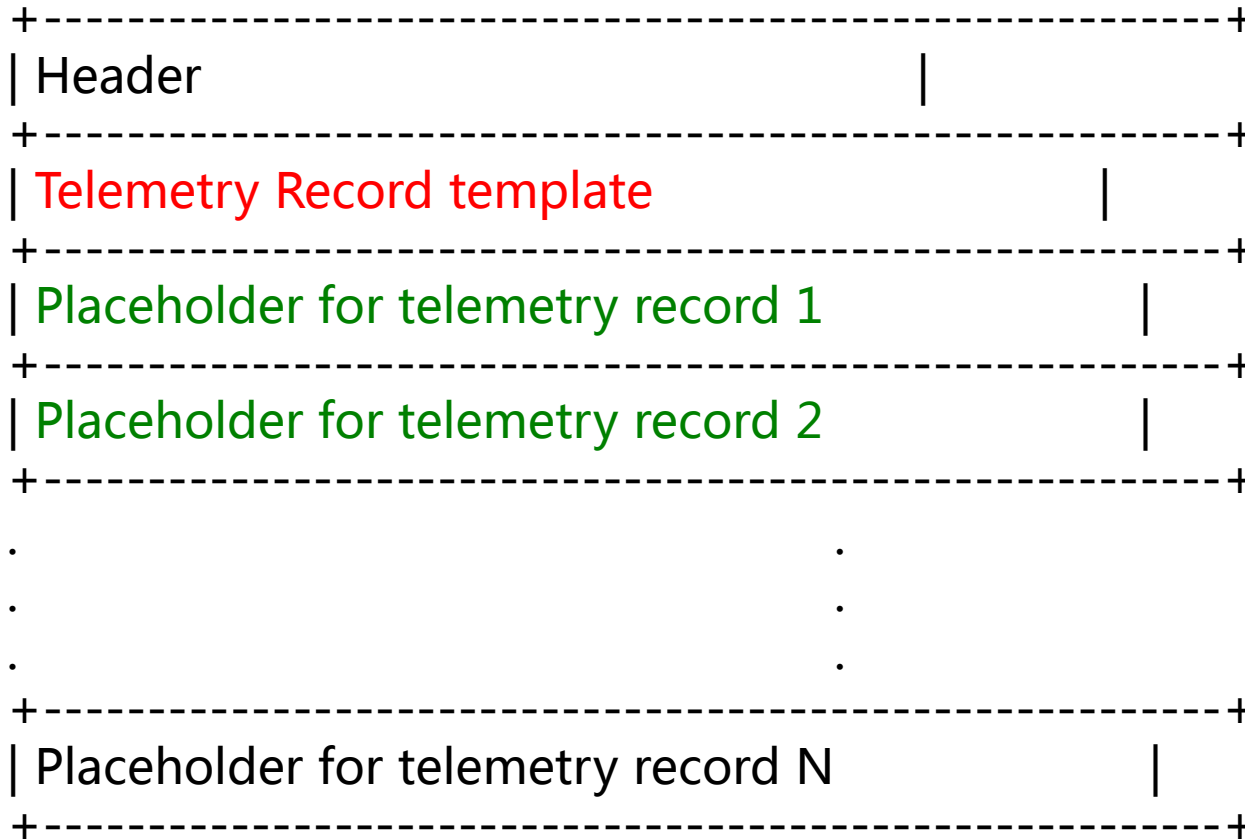 +---------------------------------------------------------+
| Header |
+---------------------------------------------------------+
| Telemetry Record template |
+---------------------------------------------------------+
| Placeholder for telemetry record 1 |
+---------------------------------------------------------+
| Placeholder for telemetry record 2 |
+---------------------------------------------------------+
. .
. .
. .
+---------------------------------------------------------+
| Placeholder for telemetry record N |
+---------------------------------------------------------+